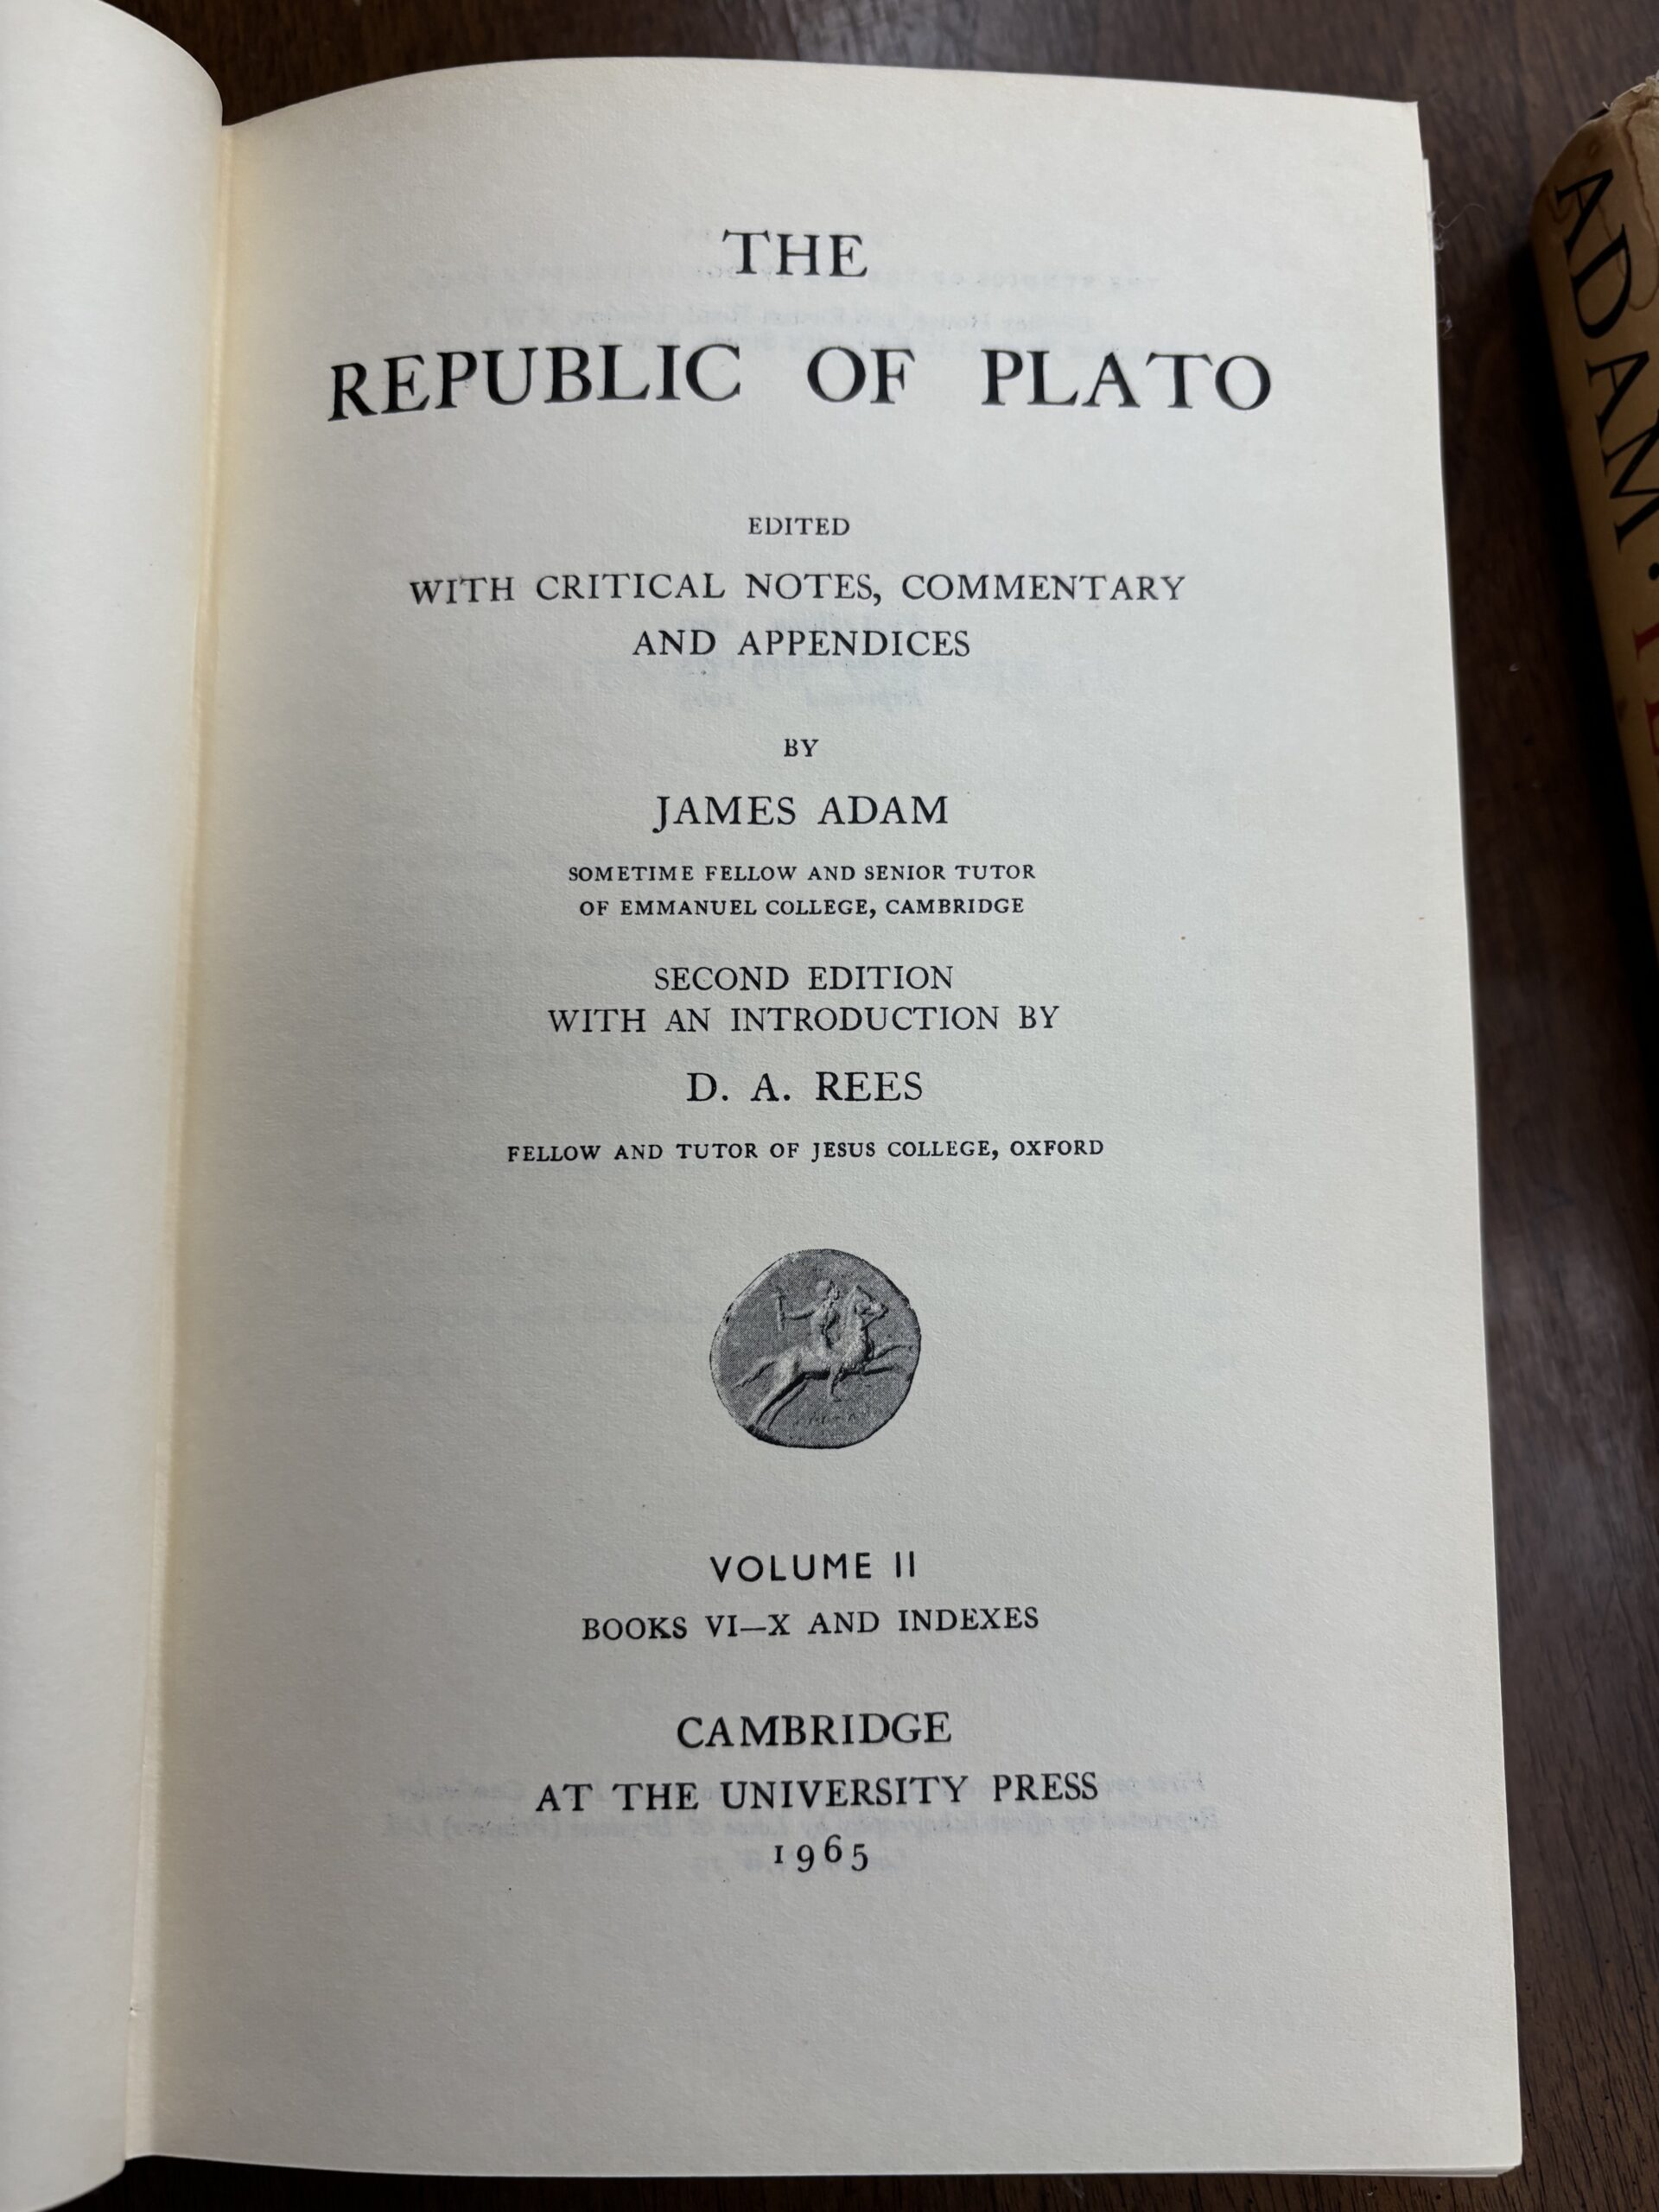 THE
REPUBLIC OF PLATO
EDITED
WITH CRITICAL NOTES, COMMENTARY
AND APPENDICES
BY
JAMES ADAM
SOMETIME FELLOW AND SENIOR TUTOR
OF EMMANUEL COLLEGE, CAMBRIDGE
SECOND EDITION
WITH AN INTRODUCTION BY
D. A. REES
FELLOW AND TUTOR OF JESUS COLLEGE, OXFORD
VOLUME II
BOOKS VI—X AND INDEXES
CAMBRIDGE
AT THE UNIVERSITY PRESS
1965
ADAM ·